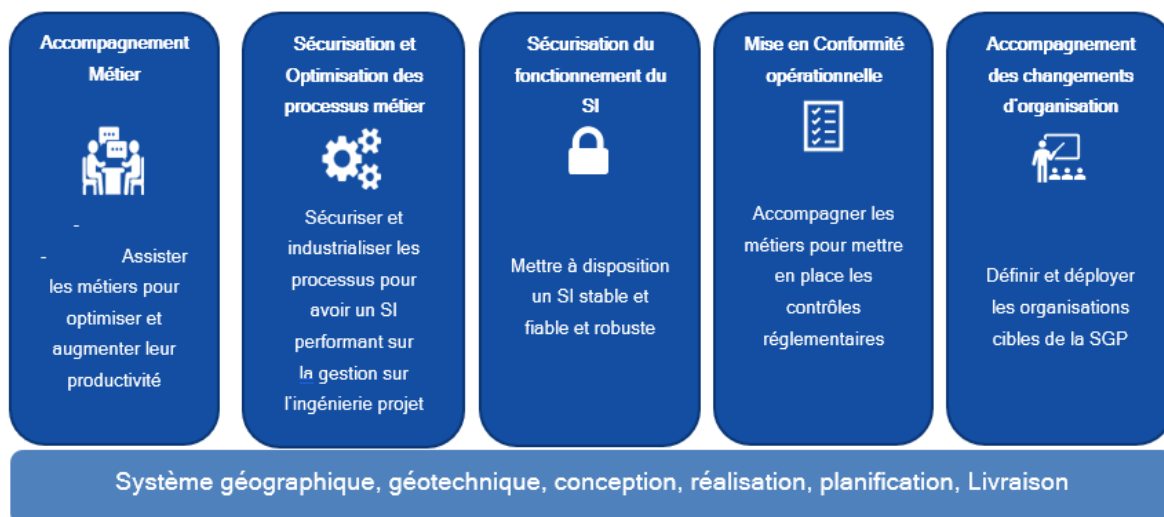 Accompagnement
Métier
-
- Assister
les métiers pour
optimiser et
augmenter leur
productivité
Sécurisation et
Optimisation des
processus métier
Sécuriser et
industrialiser les
processus pour
avoir un SI
performant sur
la gestion sur
l'ingénierie projet
Sécurisation du
fonctionnement du
SI
Mettre à disposition
un SI stable et
fiable et robuste
Mise en Conformité
opérationnelle
Accompagner les
métiers pour mettre
en place les
contrôles
réglementaires
Accompagnement
des changements
d'organisation
Définir et déployer
les organisations
cibles de la SGP
Système géographique, géotechnique, conception, réalisation, planification, Livraison